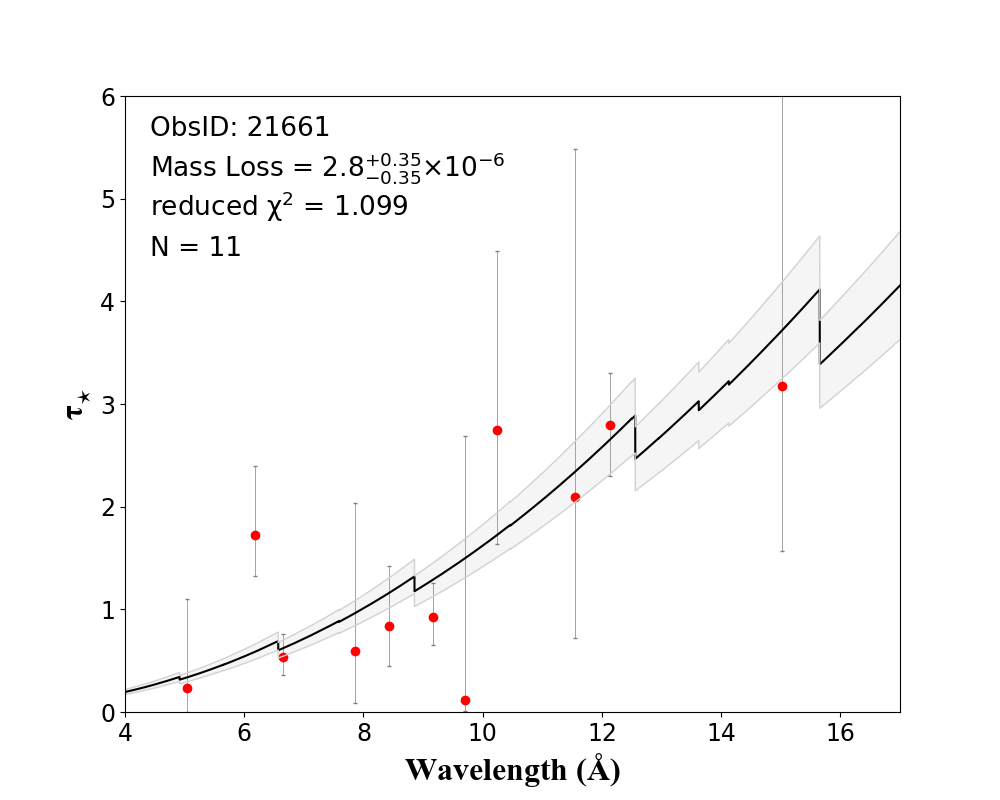 ObsID: 21661
Mass Loss = 2.8$^{+0.35}_{-0.35}$×10$^{-6}$
reduced χ² = 1.099
N = 11
6
5
4
3
2
1
0
τ⋆
4 6 8 10 12 14 16
Wavelength (Å)